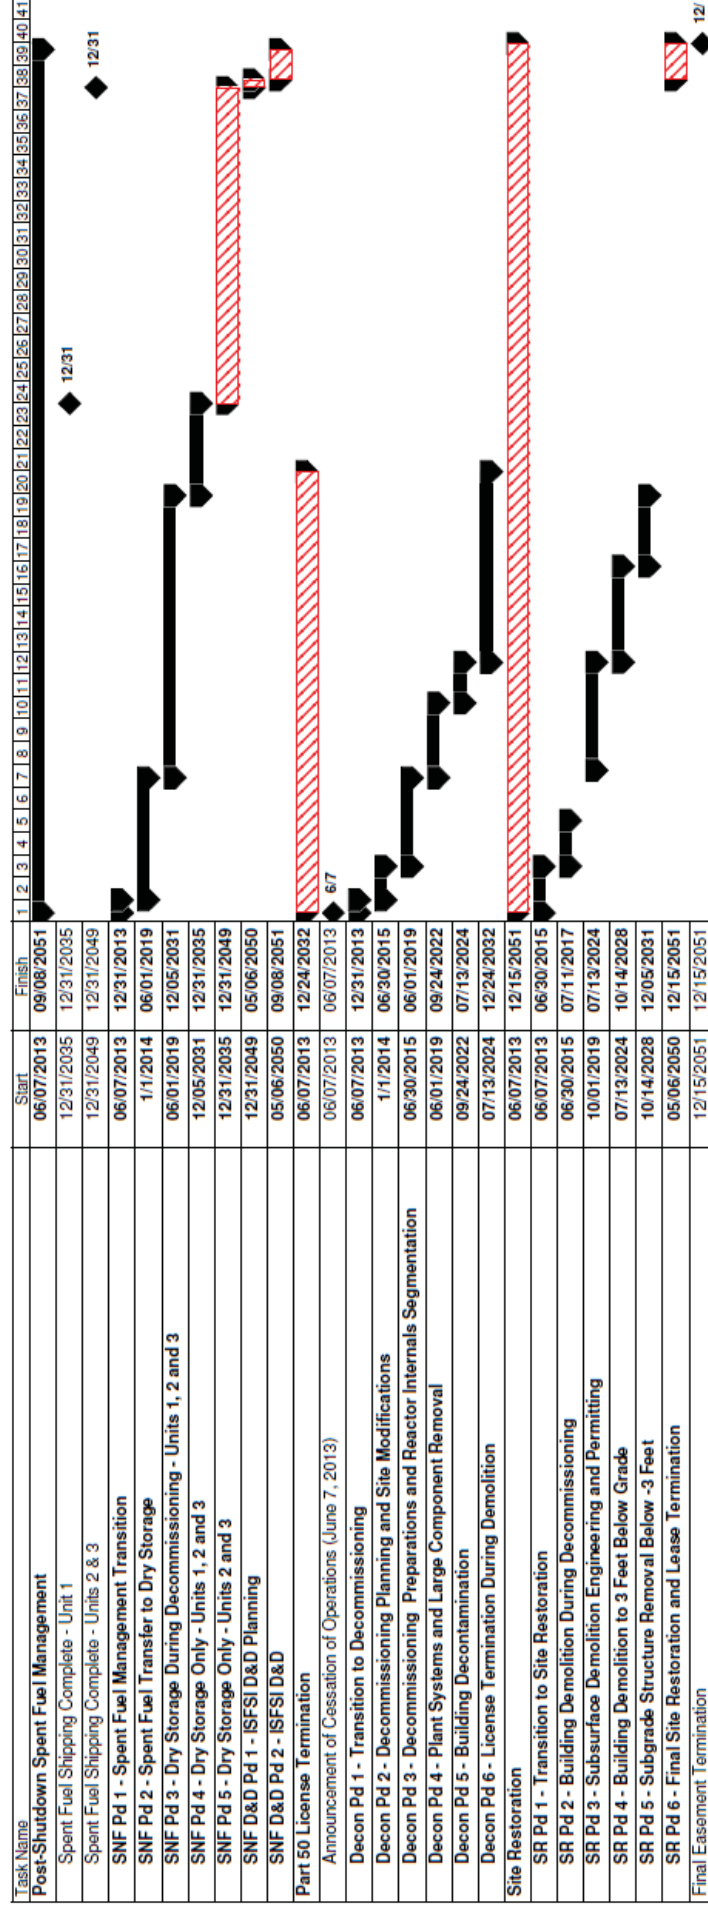 Task Name Start Finish 1 2 3 4 5 6 7 8 9 10 11 12 13 14 15 16 17 18 19 20 21 22 23 24 25 26 27 28 29 30 31 32 33 34 35 36 37 38 39 40 41
Post-Shutdown Spent Fuel Management 06/07/2013 09/08/2051
Spent Fuel Shipping Complete - Unit 1 12/31/2035 12/31/2035 12/31
Spent Fuel Shipping Complete - Units 2 & 3 12/31/2049 12/31/2049 12/31
SNF Pd 1 - Spent Fuel Management Transition 06/07/2013 12/31/2013
SNF Pd 2 - Spent Fuel Transfer to Dry Storage 1/1/2014 06/01/2019
SNF Pd 3 - Dry Storage During Decommissioning - Units 1, 2 and 3 06/01/2019 12/05/2031
SNF Pd 4 - Dry Storage Only - Units 1, 2 and 3 12/05/2031 12/31/2035
SNF Pd 5 - Dry Storage Only - Units 2 and 3 12/31/2035 12/31/2049
SNF D&D Pd 1 - ISFSI D&D Planning 12/31/2049 05/06/2050
SNF D&D Pd 2 - ISFSI D&D 05/06/2050 09/08/2051
Part 50 License Termination 06/07/2013 12/24/2032
Announcement of Cessation of Operations (June 7, 2013) 06/07/2013 06/07/2013 6/7
Decon Pd 1 - Transition to Decommissioning 06/07/2013 12/31/2013
Decon Pd 2 - Decommissioning Planning and Site Modifications 1/1/2014 06/30/2015
Decon Pd 3 - Decommissioning Preparations and Reactor Internals Segmentation 06/30/2015 06/01/2019
Decon Pd 4 - Plant Systems and Large Component Removal 06/01/2019 09/24/2022
Decon Pd 5 - Building Decontamination 09/24/2022 07/13/2024
Decon Pd 6 - License Termination During Demolition 07/13/2024 12/24/2032
Site Restoration 06/07/2013 12/15/2051
SR Pd 1 - Transition to Site Restoration 06/07/2013 06/30/2015
SR Pd 2 - Building Demolition During Decommissioning 06/30/2015 07/11/2017
SR Pd 3 - Subsurface Demolition Engineering and Permitting 10/01/2019 07/13/2024
SR Pd 4 - Building Demolition to 3 Feet Below Grade 07/13/2024 10/14/2028
SR Pd 5 - Subgrade Structure Removal Below -3 Feet 10/14/2028 12/05/2031
SR Pd 6 - Final Site Restoration and Lease Termination 05/06/2050 12/15/2051
Final Easement Termination 12/15/2051 12/15/2051 12/